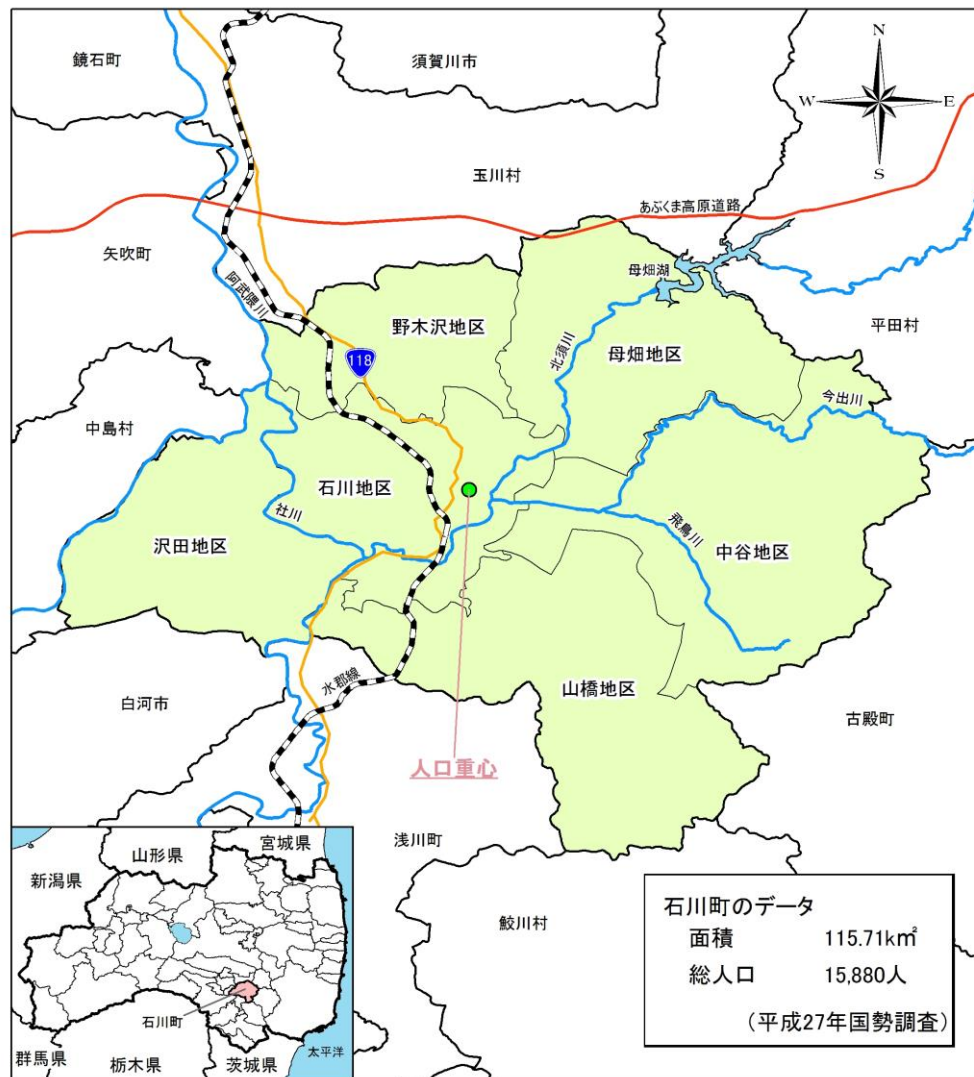 鏡石町
須賀川市
N
W
E
S
玉川村
あぶくま高原道路
矢吹町
母畑湖
阿武隈川
野木沢地区
北須川
平田村
母畑地区
118
今出川
中島村
石川地区
社川
沢田地区
飛鳥川
中谷地区
水郡線
山橋地区
白河市
古殿町
人口重心
浅川町
鮫川村
宮城県
山形県
新潟県
石川町
群馬県
栃木県
茨城県
太平洋
石川町のデータ
面積 115.71k㎡
総人口 15,880人
(平成27年国勢調査)